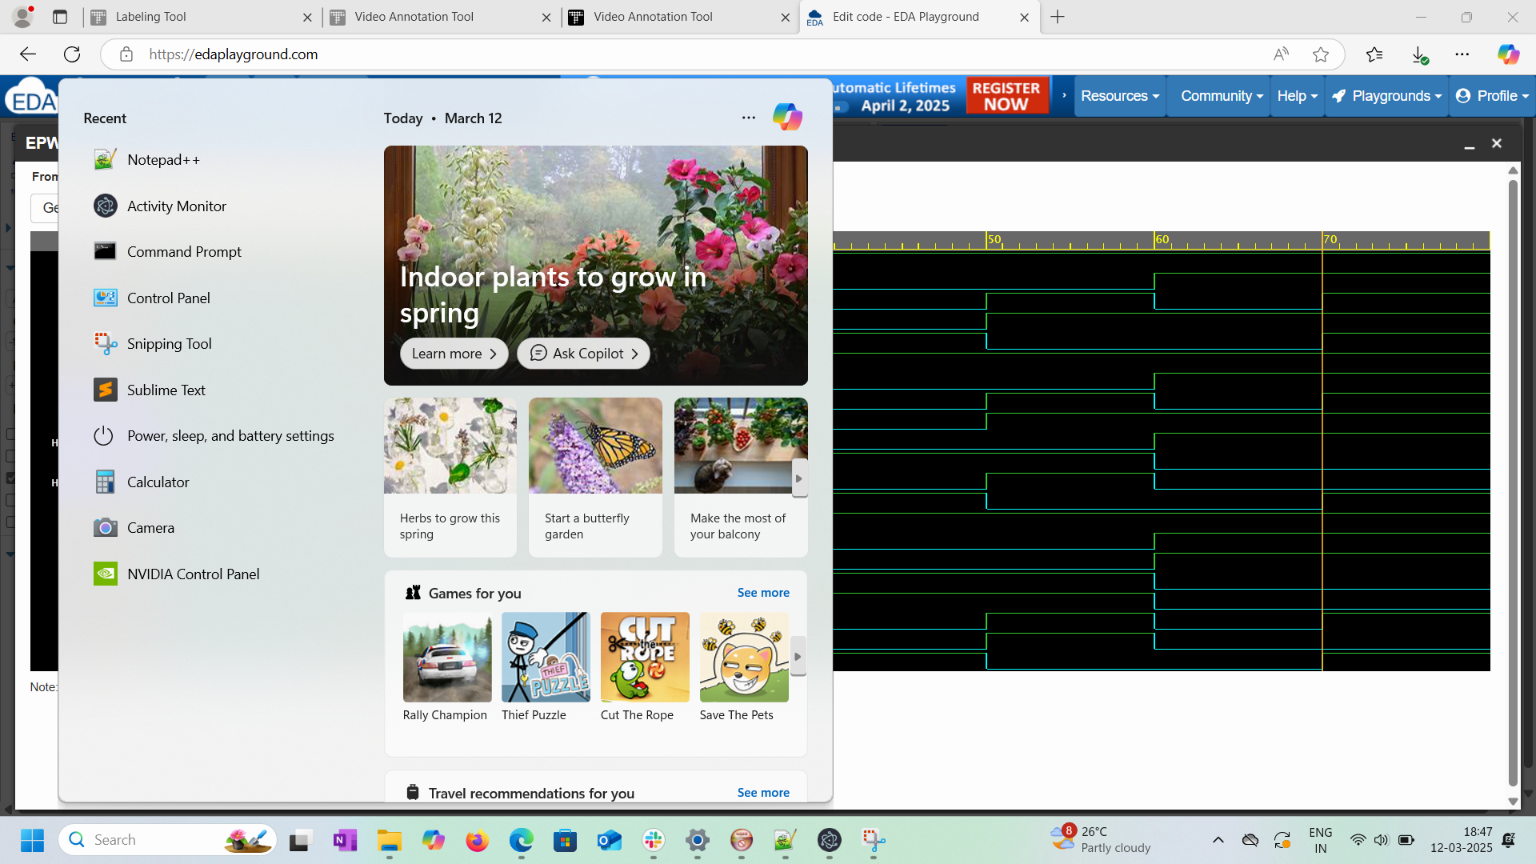 Labeling Tool
Video Annotation Tool
Video Annotation Tool
Edit code - EDA Playground
https://edaplayground.com
EDA
utomatic Lifetimes
April 2, 2025
REGISTER
NOW
Resources
Community
Help
Playgrounds
Profile
EPW
From
Ge
Note:
50
60
70
Recent
Notepad++
Activity Monitor
Command Prompt
Control Panel
Snipping Tool
Sublime Text
Power, sleep, and battery settings
Calculator
Camera
NVIDIA Control Panel
Today • March 12
Indoor plants to grow in
spring
Learn more
Ask Copilot
Herbs to grow this
spring
Start a butterfly
garden
Make the most of
your balcony
Games for you
See more
CUT
the
ROPE
THIEF
PUZZLE
Rally Champion
Thief Puzzle
Cut The Rope
Save The Pets
Travel recommendations for you
See more
Search
8
26°C
Partly cloudy
ENG
IN
18:47
12-03-2025